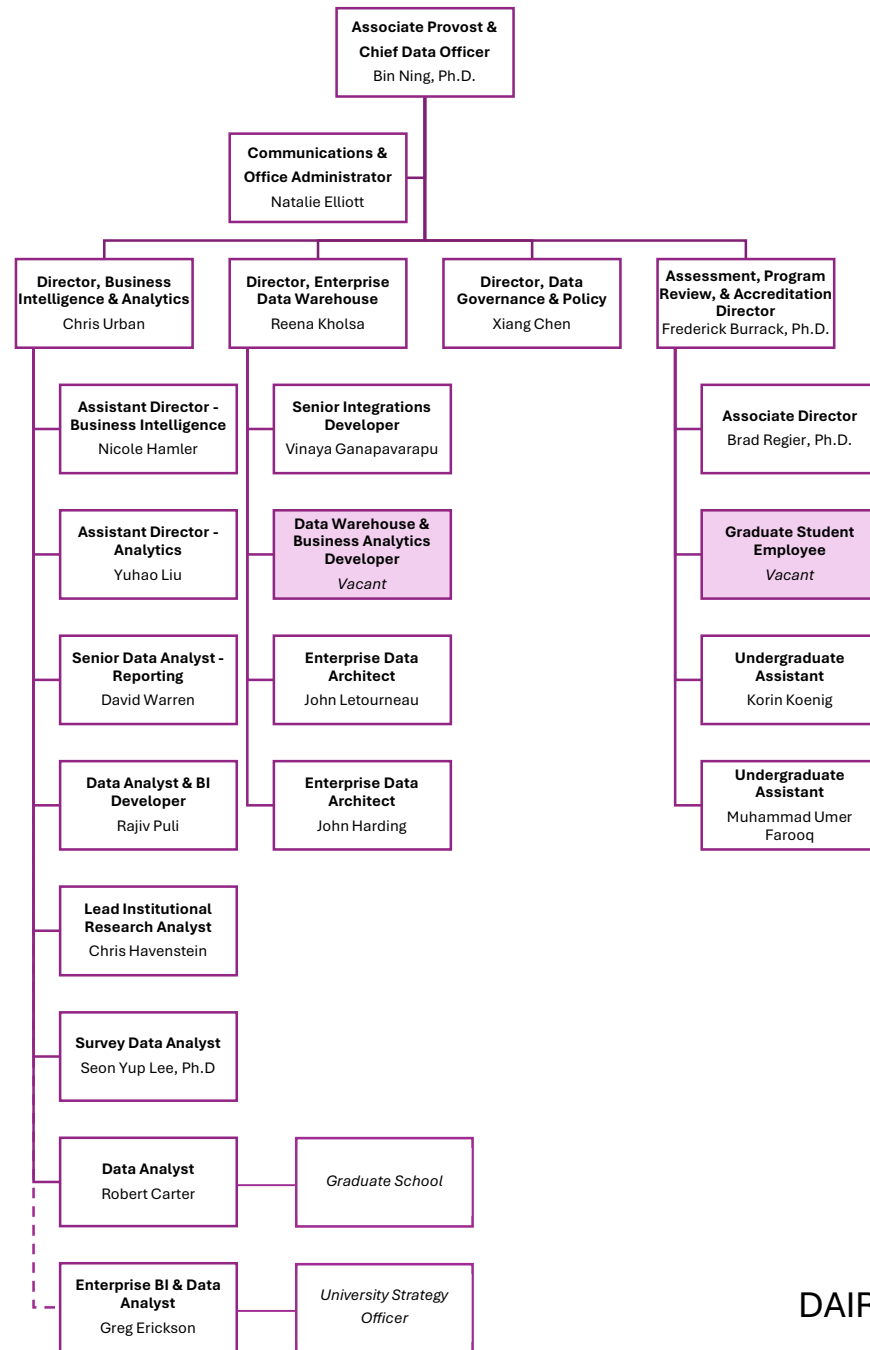 Associate Provost &
Chief Data Officer
Bin Ning, Ph.D.
Communications &
Office Administrator
Natalie Elliott
Director, Business
Intelligence & Analytics
Chris Urban
Director, Enterprise
Data Warehouse
Reena Kholsa
Director, Data
Governance & Policy
Xiang Chen
Assessment, Program
Review, & Accreditation
Director
Frederick Burrack, Ph.D.
Assistant Director -
Business Intelligence
Nicole Hamler
Senior Integrations
Developer
Vinaya Ganapavarapu
Associate Director
Brad Regier, Ph.D.
Assistant Director -
Analytics
Yuhao Liu
Data Warehouse &
Business Analytics
Developer
Vacant
Graduate Student
Employee
Vacant
Senior Data Analyst -
Reporting
David Warren
Enterprise Data
Architect
John Letourneau
Undergraduate
Assistant
Korin Koenig
Data Analyst & BI
Developer
Rajiv Puli
Enterprise Data
Architect
John Harding
Undergraduate
Assistant
Muhammad Umer
Farooq
Lead Institutional
Research Analyst
Chris Havenstein
Survey Data Analyst
Seon Yup Lee, Ph.D
Data Analyst
Robert Carter
Graduate School
Enterprise BI & Data
Analyst
Greg Erickson
University Strategy
Officer
DAIR